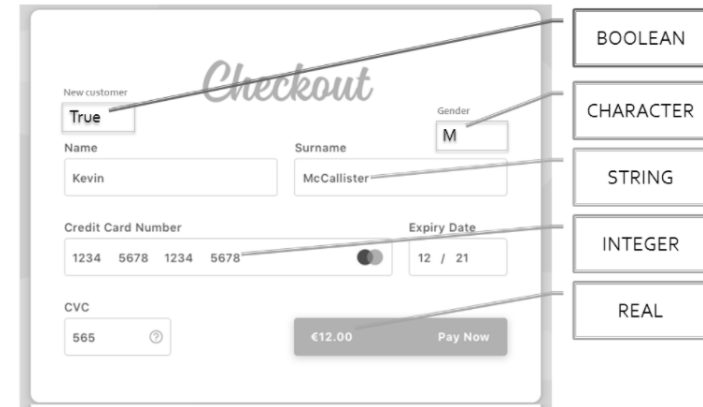 BOOLEAN
Checkout
New customer
True
Gender
M
CHARACTER
Name
Surname
Kevin
McCallister
STRING
Credit Card Number
Expiry Date
1234 5678 1234 5678
12 / 21
INTEGER
CVC
565
€12.00
Pay Now
REAL